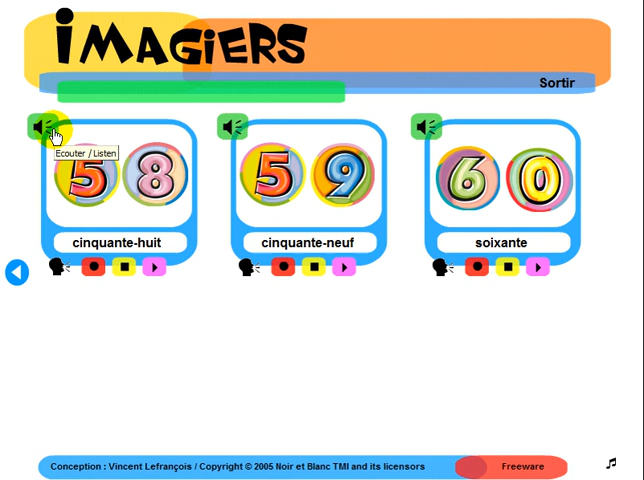 iMAGiERS
Sortir
Ecouter / Listen
58
59
60
cinquante-huit
cinquante-neuf
soixante
Conception : Vincent Lefrançois / Copyright © 2005 Noir et Blanc TMI and its licensors
Freeware